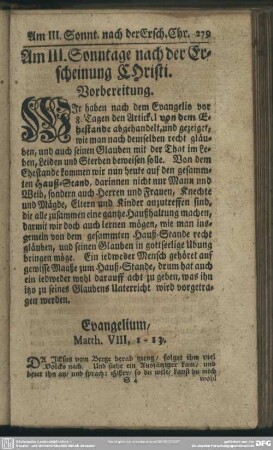 Am III. Sonnt. nach der Ersch. Chr. 279
Am III. Sonntage nach der Er-
scheinung Christi.
Vorbereitung.
Wir haben nach dem Evangelio vor
8. Tagen den Artickel von dem E-
hestande abgehandelt, und gezeiget,
wie man nach demselben recht gläu-
ben, und auch seinen Glauben mit der That im Le-
ben, Leiden und Sterben beweisen solle. Von dem
Ehestande kommen wir nun heute auf den gesamm-
ten Hauß-Stand, darinnen nicht nur Mann und
Weib, sondern auch Herren und Frauen, Knechte
und Mägde, Eltern und Kinder anzutreffen sind,
die alle zusammen eine gantze Haußhaltung machen,
darmit wir doch auch lernen mögen, wie man ins-
gemein von dem gesammten Hauß-Stande recht
gläuben, und seinen Glauben in gottseelige Ubung
bringen möge. Ein iedweder Mensch gehöret auf
gewisse Maaße zum Hauß-Stande, drum hat auch
ein iedweder wohl darauff acht zu geben, was ihn
itzo zu seines Glaubens Unterricht wird vorgetra-
gen werden.
Evangelium,
Matth. VIII, 1 - 13.
DA JEsus vom Berge herab gieng, folget ihm viel
Volcks nach. Und siehe ein Aussätziger kam, und
betet ihn an, und sprach: HErr, so du wilt, kanst du mich
S 4 wohl